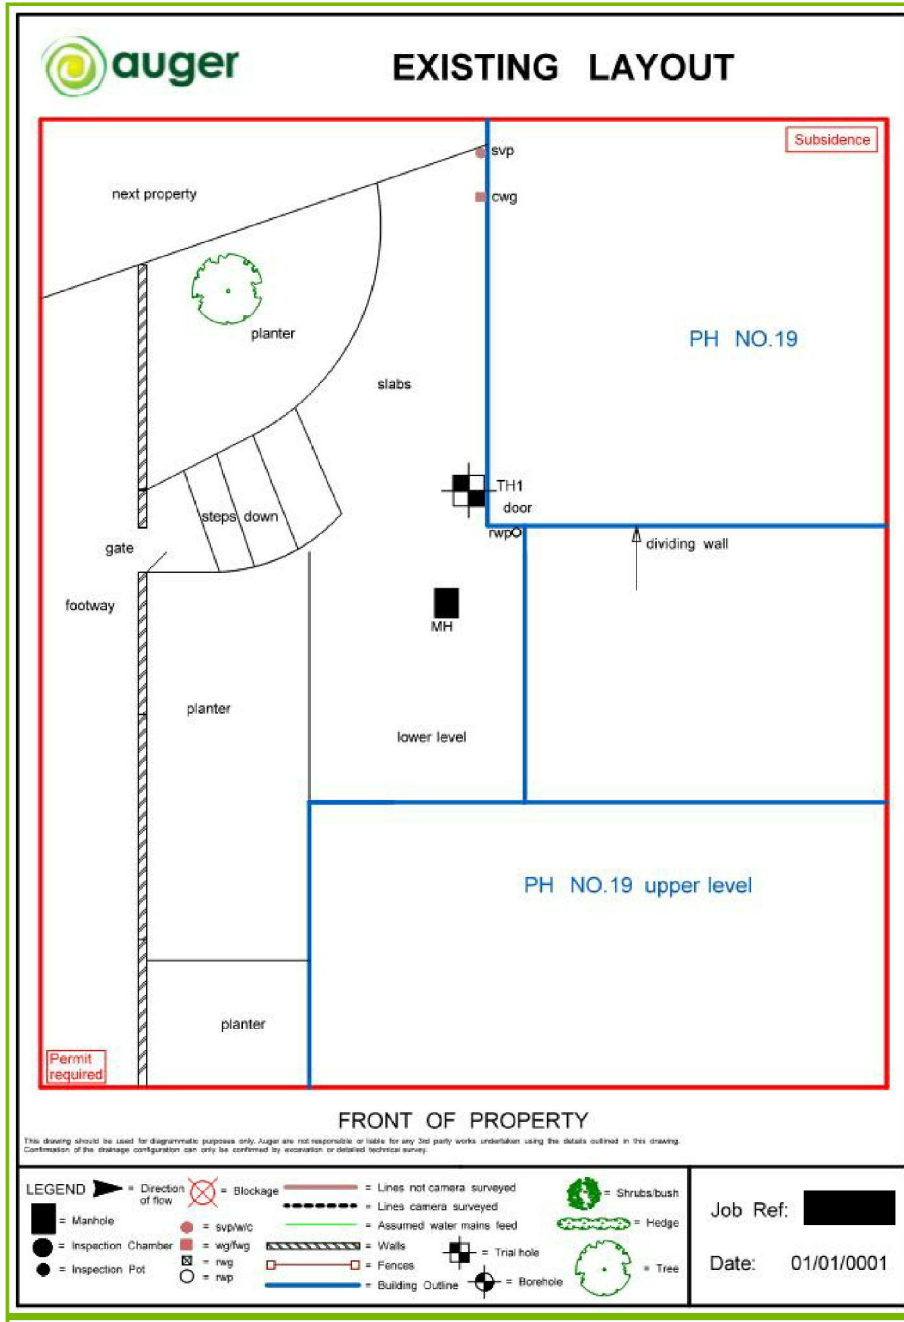 auger
EXISTING LAYOUT
Subsidence
svp
next property
cwg
planter
PH NO.19
slabs
TH1
door
steps down
rwp
gate
dividing wall
footway
MH
planter
lower level
PH NO.19 upper level
planter
Permit
required
FRONT OF PROPERTY
This drawing should be used for diagrammatic purposes only. Auger are not responsible or liable for any 3rd party works undertaken using the details outlined in this drawing.
Confirmation of the drainage configuration can only be confirmed by excavation or detailed technical survey.
LEGEND
= Direction
of flow
= Blockage
= Lines not camera surveyed
= Shrubs/bush
= Manhole
= svp/w/c
= Lines camera surveyed
= Assumed water mains feed
= Hedge
= Inspection Chamber
= wg/fwg
= Walls
= Trial hole
= Inspection Pot
= rwg
= Fences
= Tree
= rwp
= Building Outline
= Borehole
Job Ref:
Date: 01/01/0001